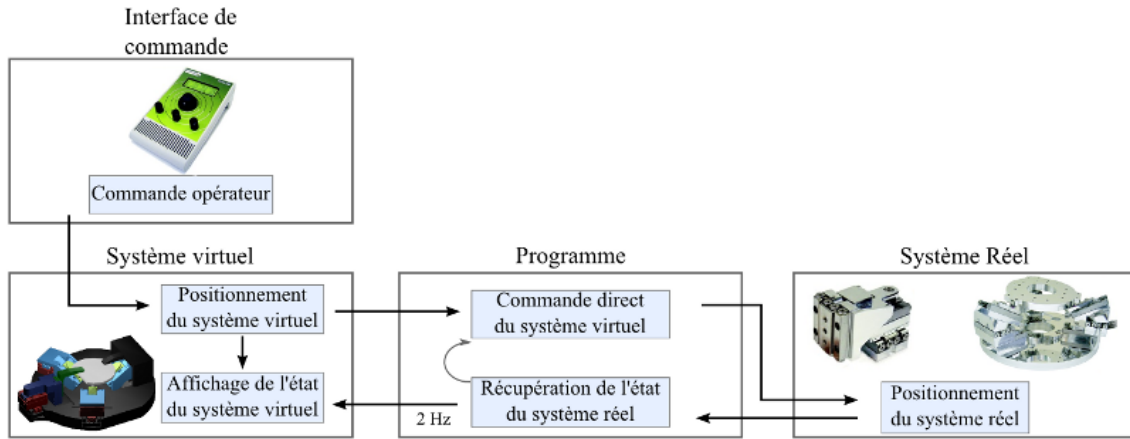 Interface de
commande
Commande opérateur
Système virtuel
Positionnement
du système virtuel
Affichage de l'état
du système virtuel
Programme
Commande direct
du système virtuel
Récupération de l'état
du système réel
2 Hz
Système Réel
Positionnement
du système réel